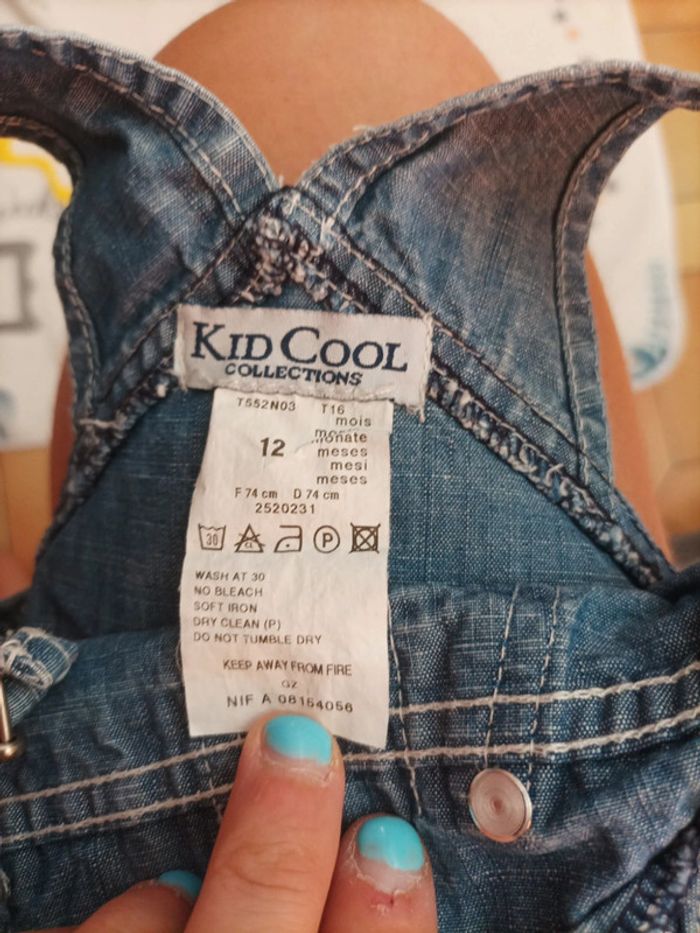 KID COOL
COLLECTIONS
T552N03 T16
mois
12 monate
meses
mesi
meses
F 74 cm D 74 cm
2520231
30 CL P
WASH AT 30
NO BLEACH
SOFT IRON
DRY CLEAN (P)
DO NOT TUMBLE DRY
KEEP AWAY FROM FIRE
GZ
NIF A 08154056